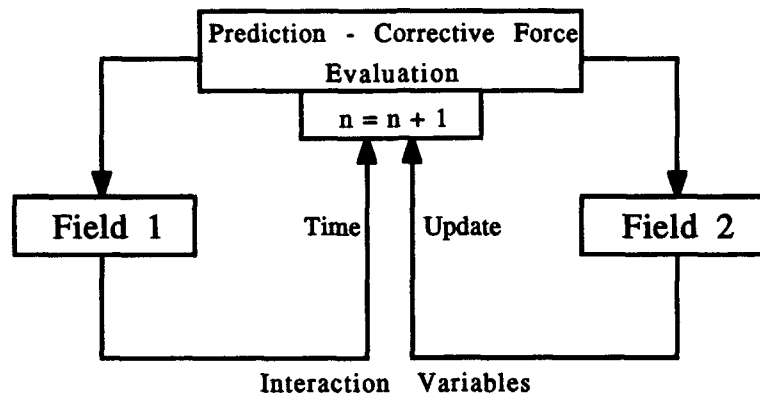 Prediction - Corrective Force
Evaluation
n = n + 1
Field 1
Time
Update
Field 2
Interaction Variables